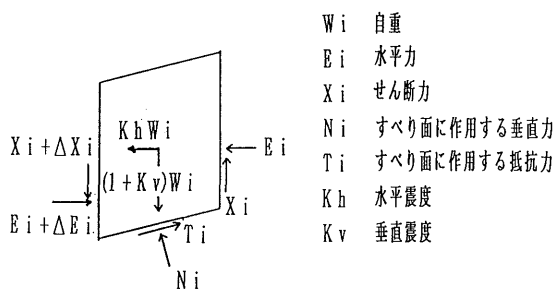 KhWi
Xi+ΔXi
Ei
(1+Kv)Wi
Ei+ΔEi
Xi
Ti
Ni
Wi 自重
Ei 水平力
Xi せん断力
Ni すべり面に作用する垂直力
Ti すべり面に作用する抵抗力
Kh 水平震度
Kv 垂直震度